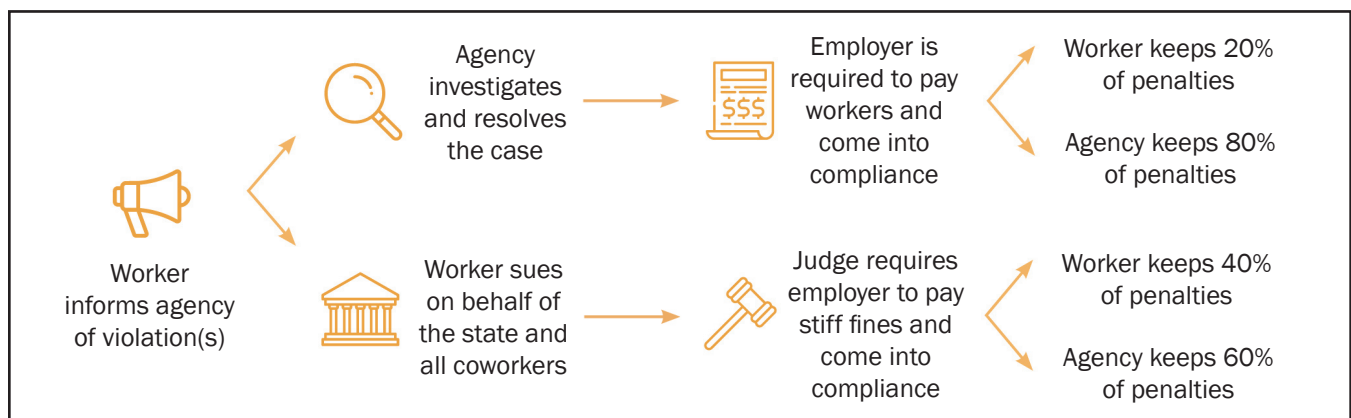 Worker
informs agency
of violation(s)
Agency
investigates
and resolves
the case
$$$
Employer is
required to pay
workers and
come into
compliance
Worker keeps 20%
of penalties
Agency keeps 80%
of penalties
Worker sues
on behalf of
the state and
all coworkers
Judge requires
employer to pay
stiff fines and
come into
compliance
Worker keeps 40%
of penalties
Agency keeps 60%
of penalties